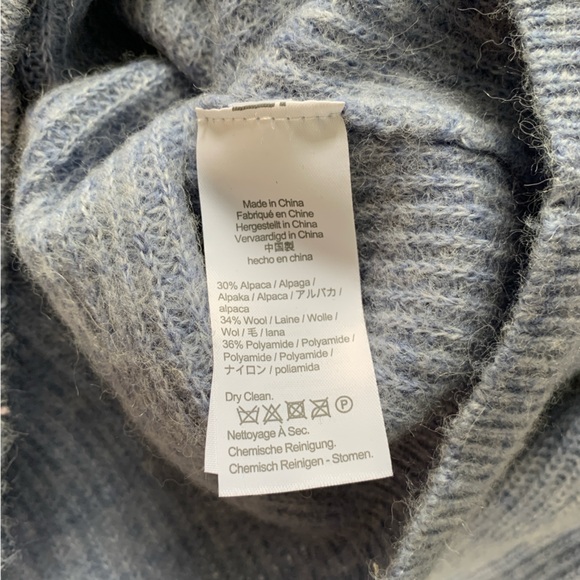 Made in China
Fabriqué en Chine
Hergestellt in China
Vervaardigd in China
中国製
hecho en china
30% Alpaca / Alpaga /
Alpaka / Alpaca / アルパカ /
alpaca
34% Wool / Laine / Wolle /
Wol / 毛 / lana
36% Polyamide / Polyamide /
Polyamide / Polyamide /
ナイロン / poliamida
Dry Clean.
P
Nettoyage À Sec.
Chemische Reinigung.
Chemisch Reinigen - Stomen.